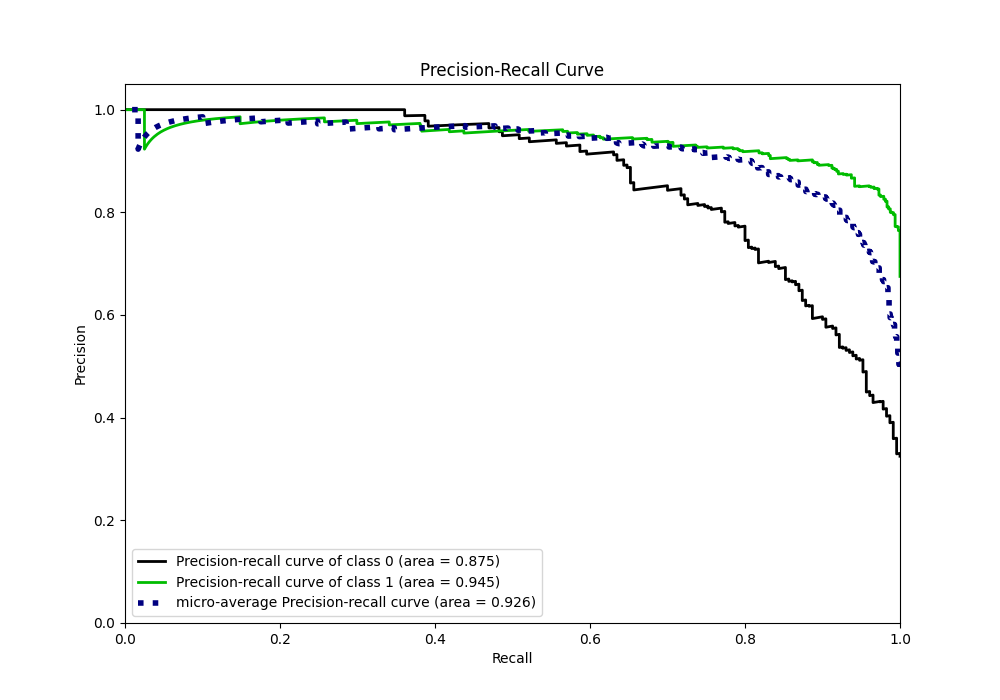 Precision-Recall Curve
1.0
0.8
0.6
0.4
0.2
0.0
Precision
Precision-recall curve of class 0 (area = 0.875)
Precision-recall curve of class 1 (area = 0.945)
micro-average Precision-recall curve (area = 0.926)
0.0 0.2 0.4 0.6 0.8 1.0
Recall